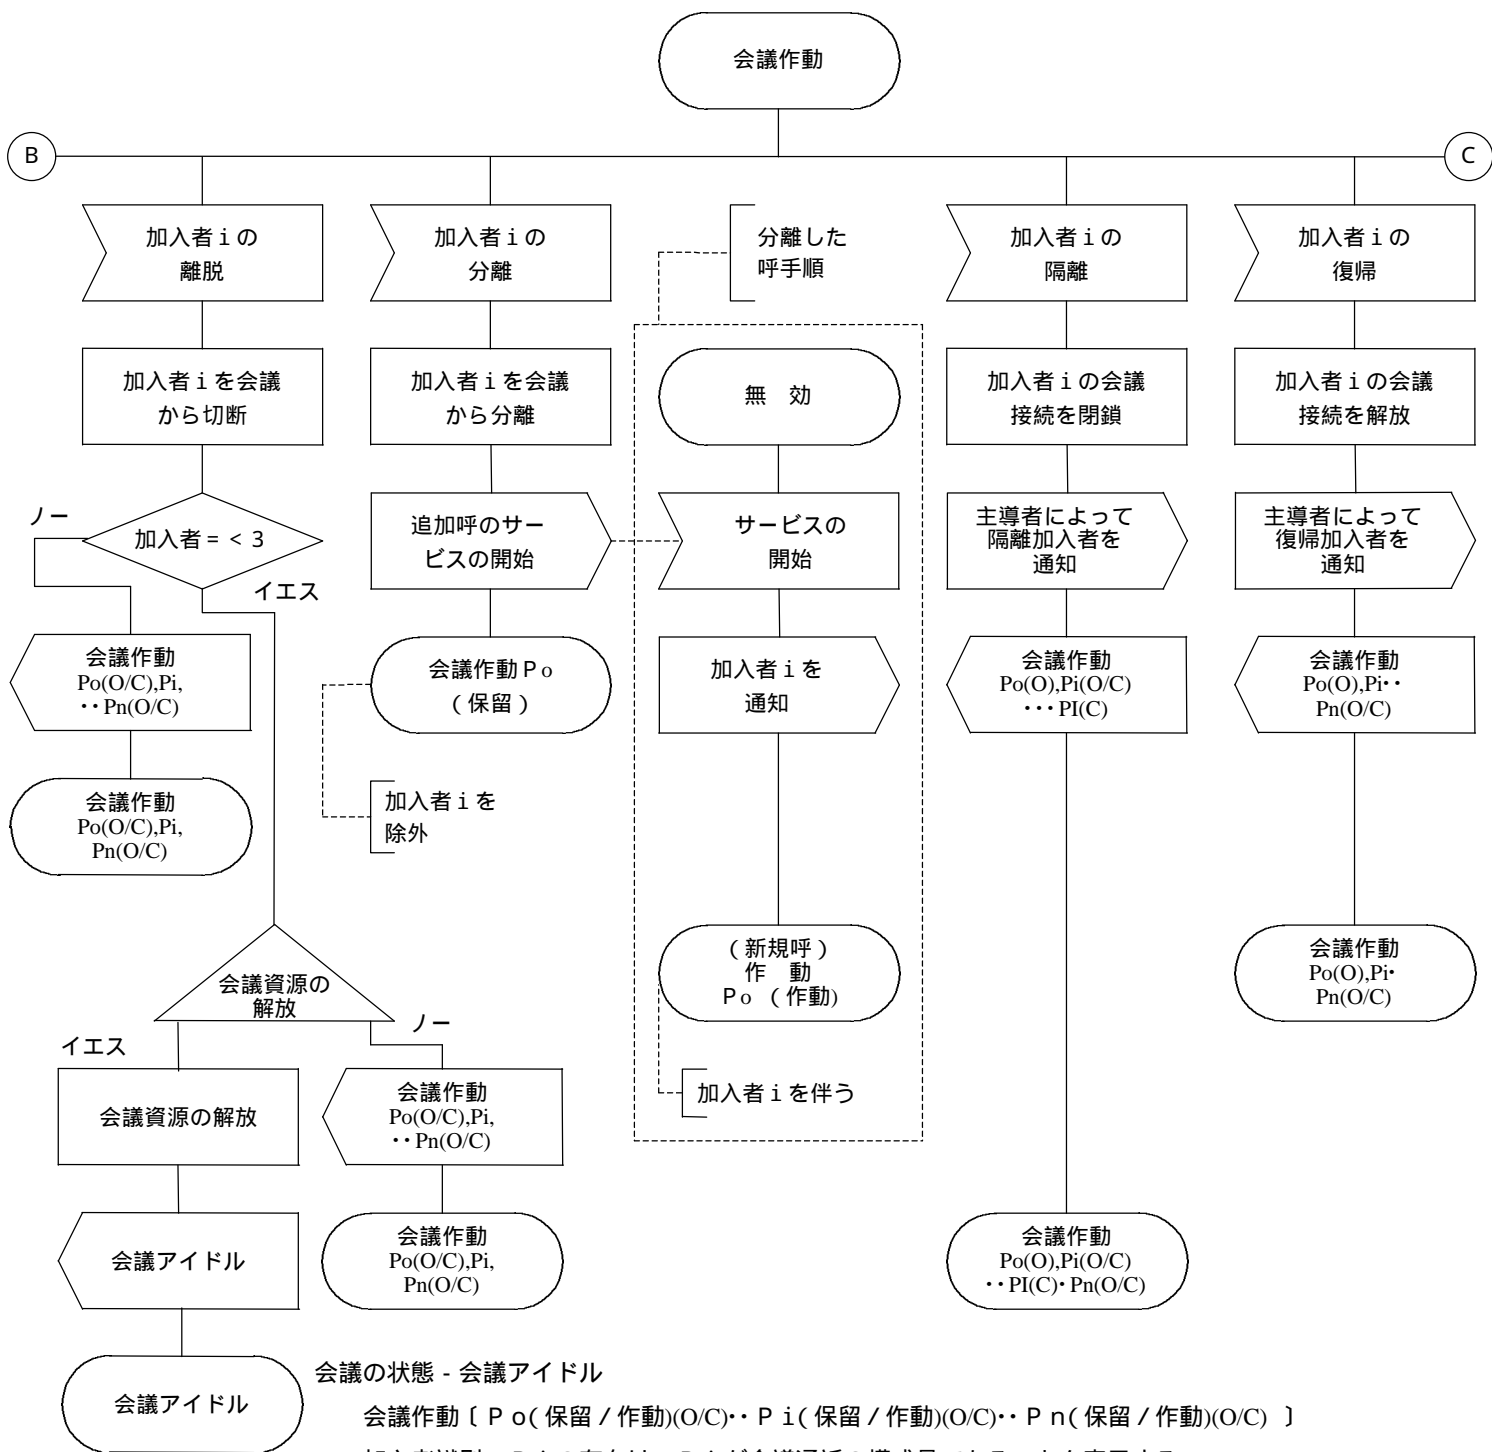 会議作動
B
C
加入者ｉの
離脱
加入者ｉの
分離
分離した
呼手順
加入者ｉの
隔離
加入者ｉの
復帰
加入者ｉを会議
から切断
加入者ｉを会議
から分離
無　効
加入者ｉの会議
接続を閉鎖
加入者ｉの会議
接続を解放
ノー
加入者＝＜３
イエス
追加呼のサー
ビスの開始
サービスの
開始
主導者によって
隔離加入者を
通知
主導者によって
復帰加入者を
通知
会議作動
Po(O/C),Pi,
‥Pn(O/C)
会議作動Ｐo
（保留）
加入者ｉを
通知
会議作動
Po(O),Pi(O/C)
･･･PI(C)
会議作動
Po(O),Pi‥
Pn(O/C)
会議作動
Po(O/C),Pi,
Pn(O/C)
加入者ｉを
除外
会議資源の
解放
（新規呼）
作　動
Ｐo （作動）
会議作動
Po(O),Pi･
Pn(O/C)
イエス
ノー
会議資源の解放
会議作動
Po(O/C),Pi,
‥Pn(O/C)
加入者ｉを伴う
会議アイドル
会議作動
Po(O/C),Pi,
Pn(O/C)
会議作動
Po(O),Pi(O/C)
‥PI(C)･Pn(O/C)
会議アイドル
会議の状態 - 会議アイドル
会議作動〔Ｐo(保留／作動)(O/C)‥Ｐi(保留／作動)(O/C)‥Ｐn(保留／作動)(O/C) 〕